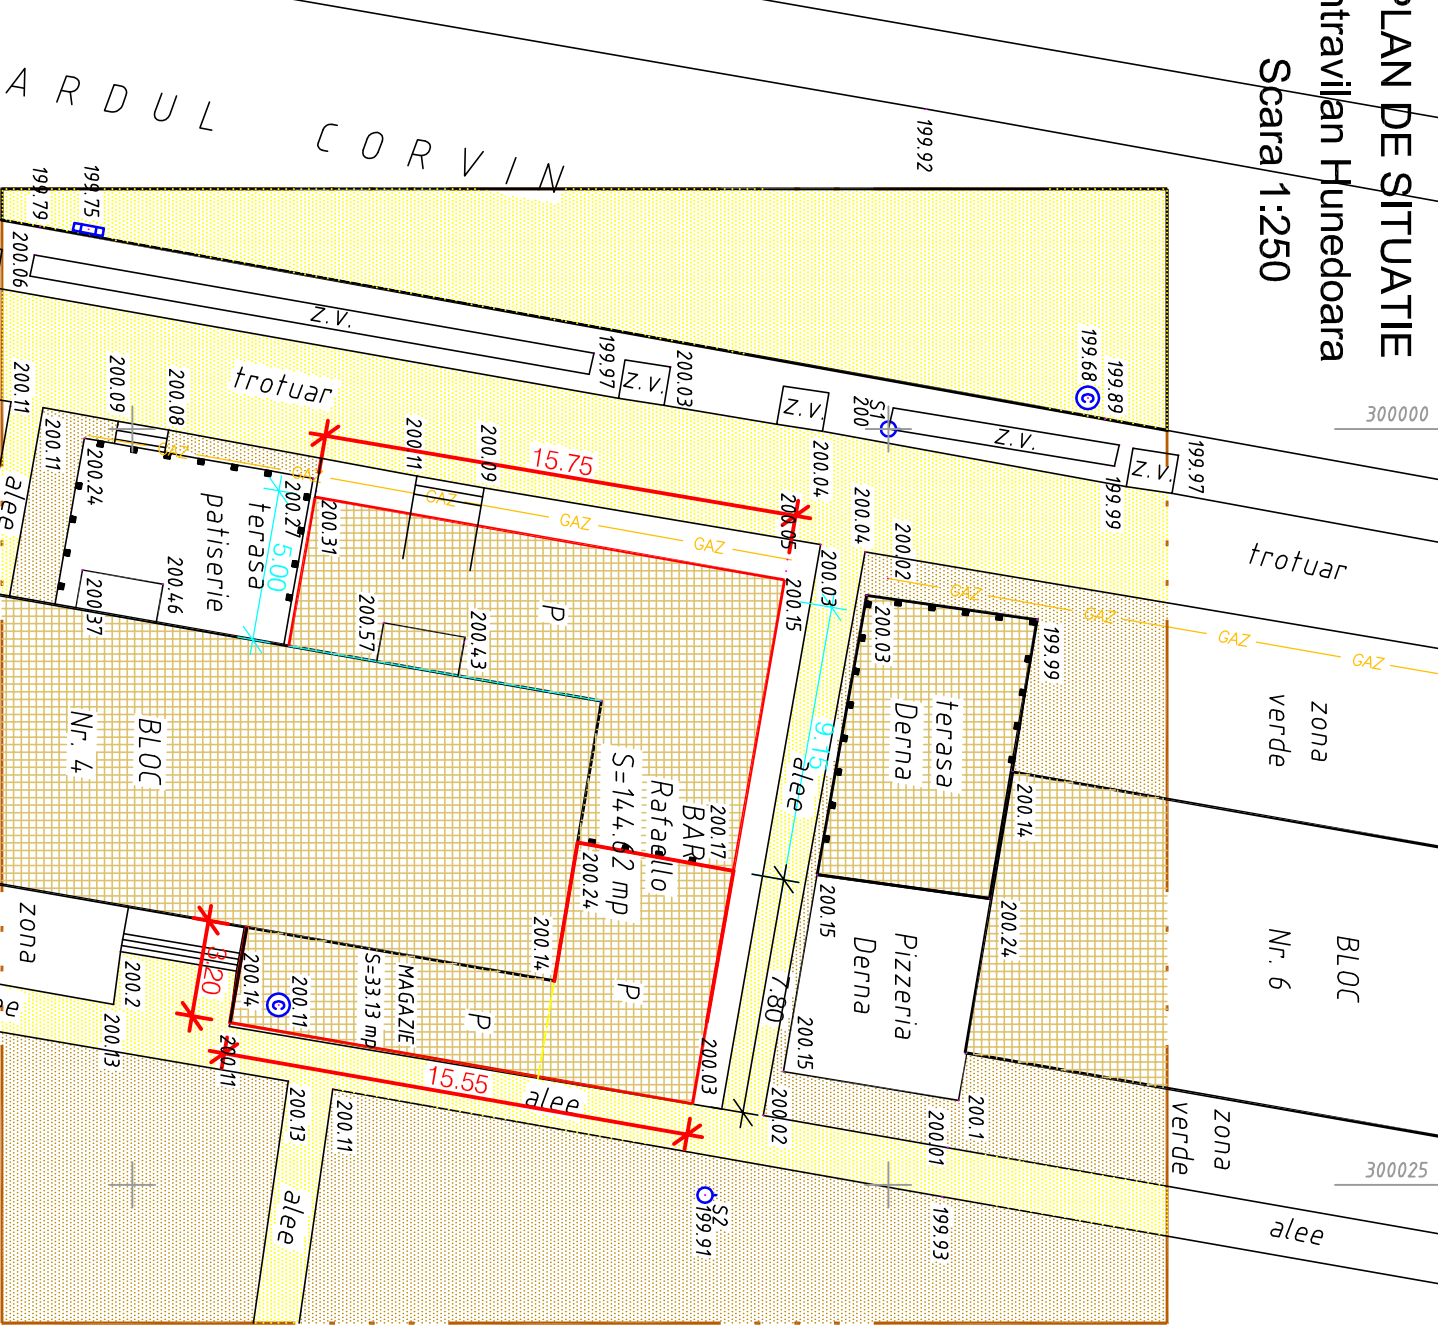 PLAN DE SITUATIE
ntravilan Hunedoara
Scara 1:250
ARDUL CORVIN
199.92
199.75
199.79
200.06
Z.V.
199.97
Z.V.
200.03
Z.V.
S1
200
Z.V.
199.89
199.68
C
Z.V.
199.97
199.99
300000
trotuar
trotuar
200.11
200.09
200.08
200.11
200.24
GAZ
GAZ
GAZ
GAZ
GAZ
GAZ
GAZ
GAZ
GAZ
15.75
200.11
200.09
200.04
200.05
200.04
200.02
200.03
200.15
200.27
200.31
5.00
terasa
patiserie
alee
200.46
200.37
200.57
200.43
P
200.03
199.99
terasa
Derna
9.15
alee
zona
verde
200.14
BLOC
Nr. 4
BAR
Rafaello
S=144.62 mp
200.17
200.24
200.14
200.15
200.24
Pizzeria
Derna
BLOC
Nr. 6
7.80
P
zona
200.2
200.13
3.20
200.14
200.11
C
MAGAZIE
S=33.13 mp
P
200.15
200.03
200.02
200.11
15.55
alee
200.13
200.11
200.1
200.01
zona
verde
300025
alee
alee
S2
199.91
199.93